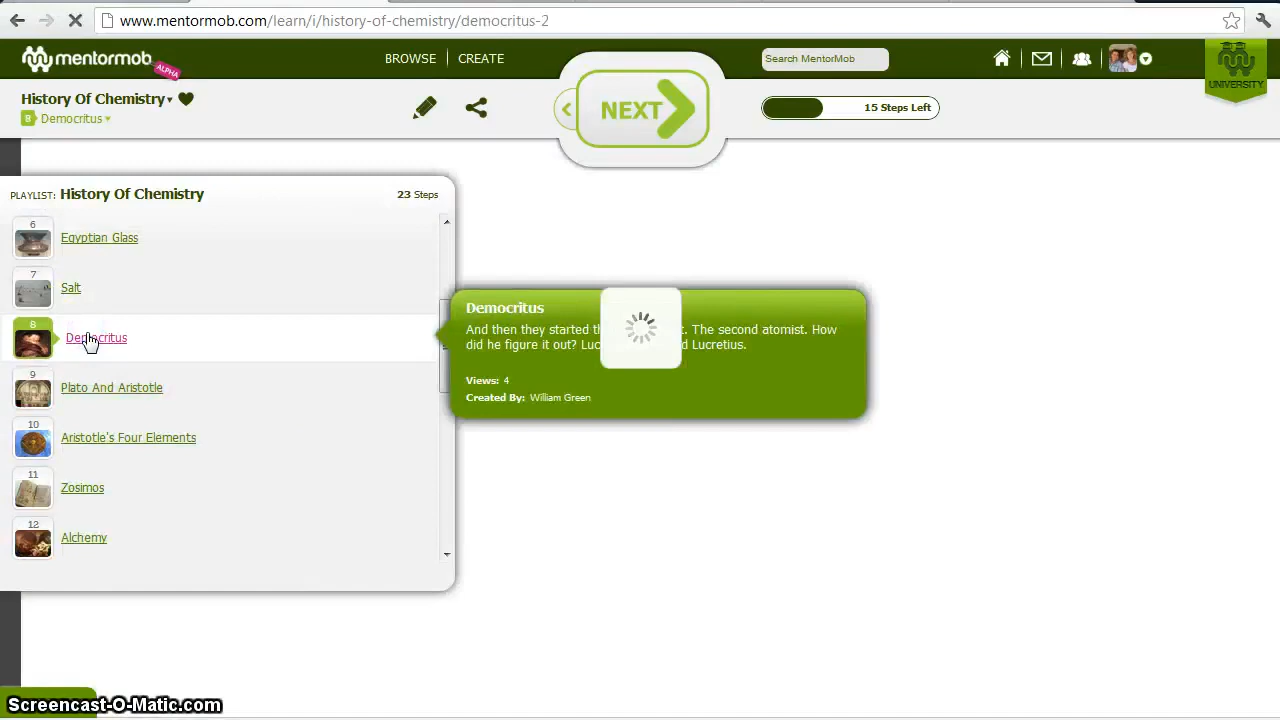 www.mentormob.com/learn/i/history-of-chemistry/democritus-2
mentormob
ALPHA
BROWSE
CREATE
Search MentorMob
UNIVERSITY
History Of Chemistry
8 Democritus
NEXT
15 Steps Left
PLAYLIST: History Of Chemistry
23 Steps
6
Egyptian Glass
7
Salt
8
Democritus
9
Plato And Aristotle
10
Aristotle's Four Elements
11
Zosimos
12
Alchemy
Democritus
And then they started th t. The second atomist. How
did he figure it out? Luc d Lucretius.
Views: 4
Created By: William Green
Screencast-O-Matic.com